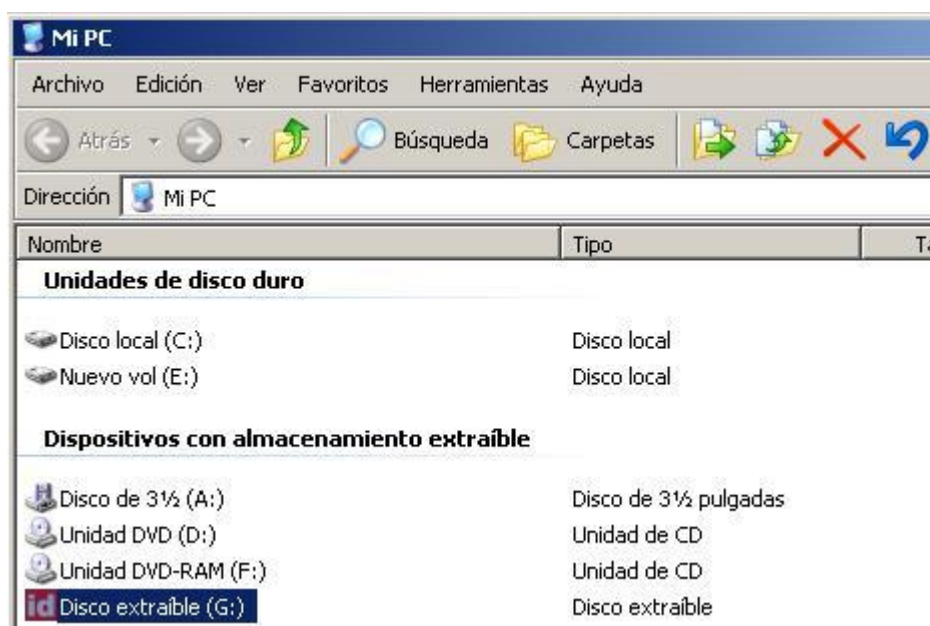 Mi PC
Archivo Edición Ver Favoritos Herramientas Ayuda
Atrás Búsqueda Carpetas
Dirección Mi PC
Nombre Tipo
Unidades de disco duro
Disco local (C:) Disco local
Nuevo vol (E:) Disco local
Dispositivos con almacenamiento extraíble
Disco de 3½ (A:) Disco de 3½ pulgadas
Unidad DVD (D:) Unidad de CD
Unidad DVD-RAM (F:) Unidad de CD
id Disco extraíble (G:) Disco extraíble